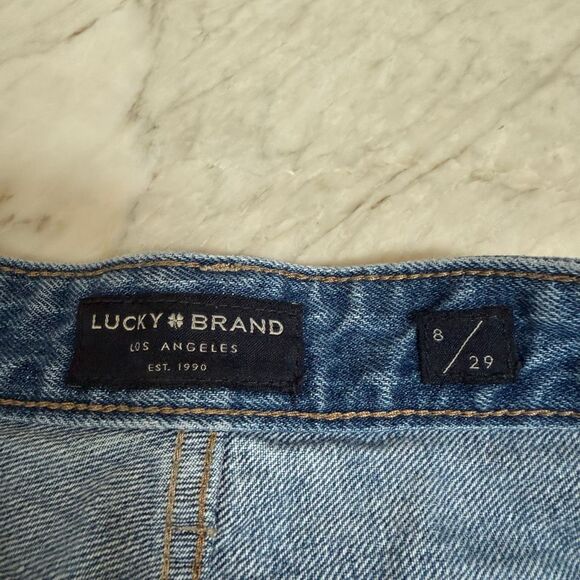 LUCKY BRAND
LOS ANGELES
EST. 1990
8/29